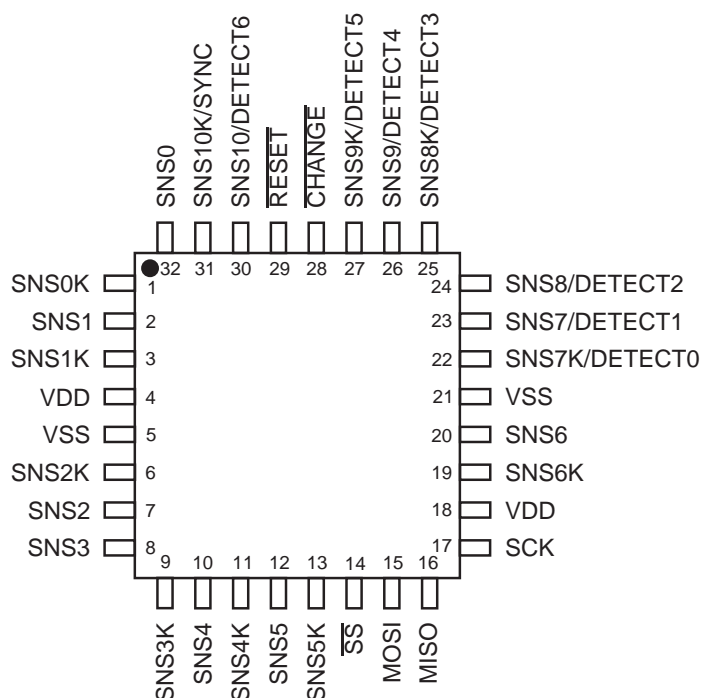 SNS0
SNS10K/SYNC
SNS10/DETECT6
RESET
CHANGE
SNS9K/DETECT5
SNS9/DETECT4
SNS8K/DETECT3
32 31 30 29 28 27 26 25
SNS0K 1
SNS1 2
SNS1K 3
VDD 4
VSS 5
SNS2K 6
SNS2 7
SNS3 8
24 SNS8/DETECT2
23 SNS7/DETECT1
22 SNS7K/DETECT0
21 VSS
20 SNS6
19 SNS6K
18 VDD
17 SCK
9 10 11 12 13 14 15 16
SNS3K
SNS4
SNS4K
SNS5
SNS5K
SS
MOSI
MISO